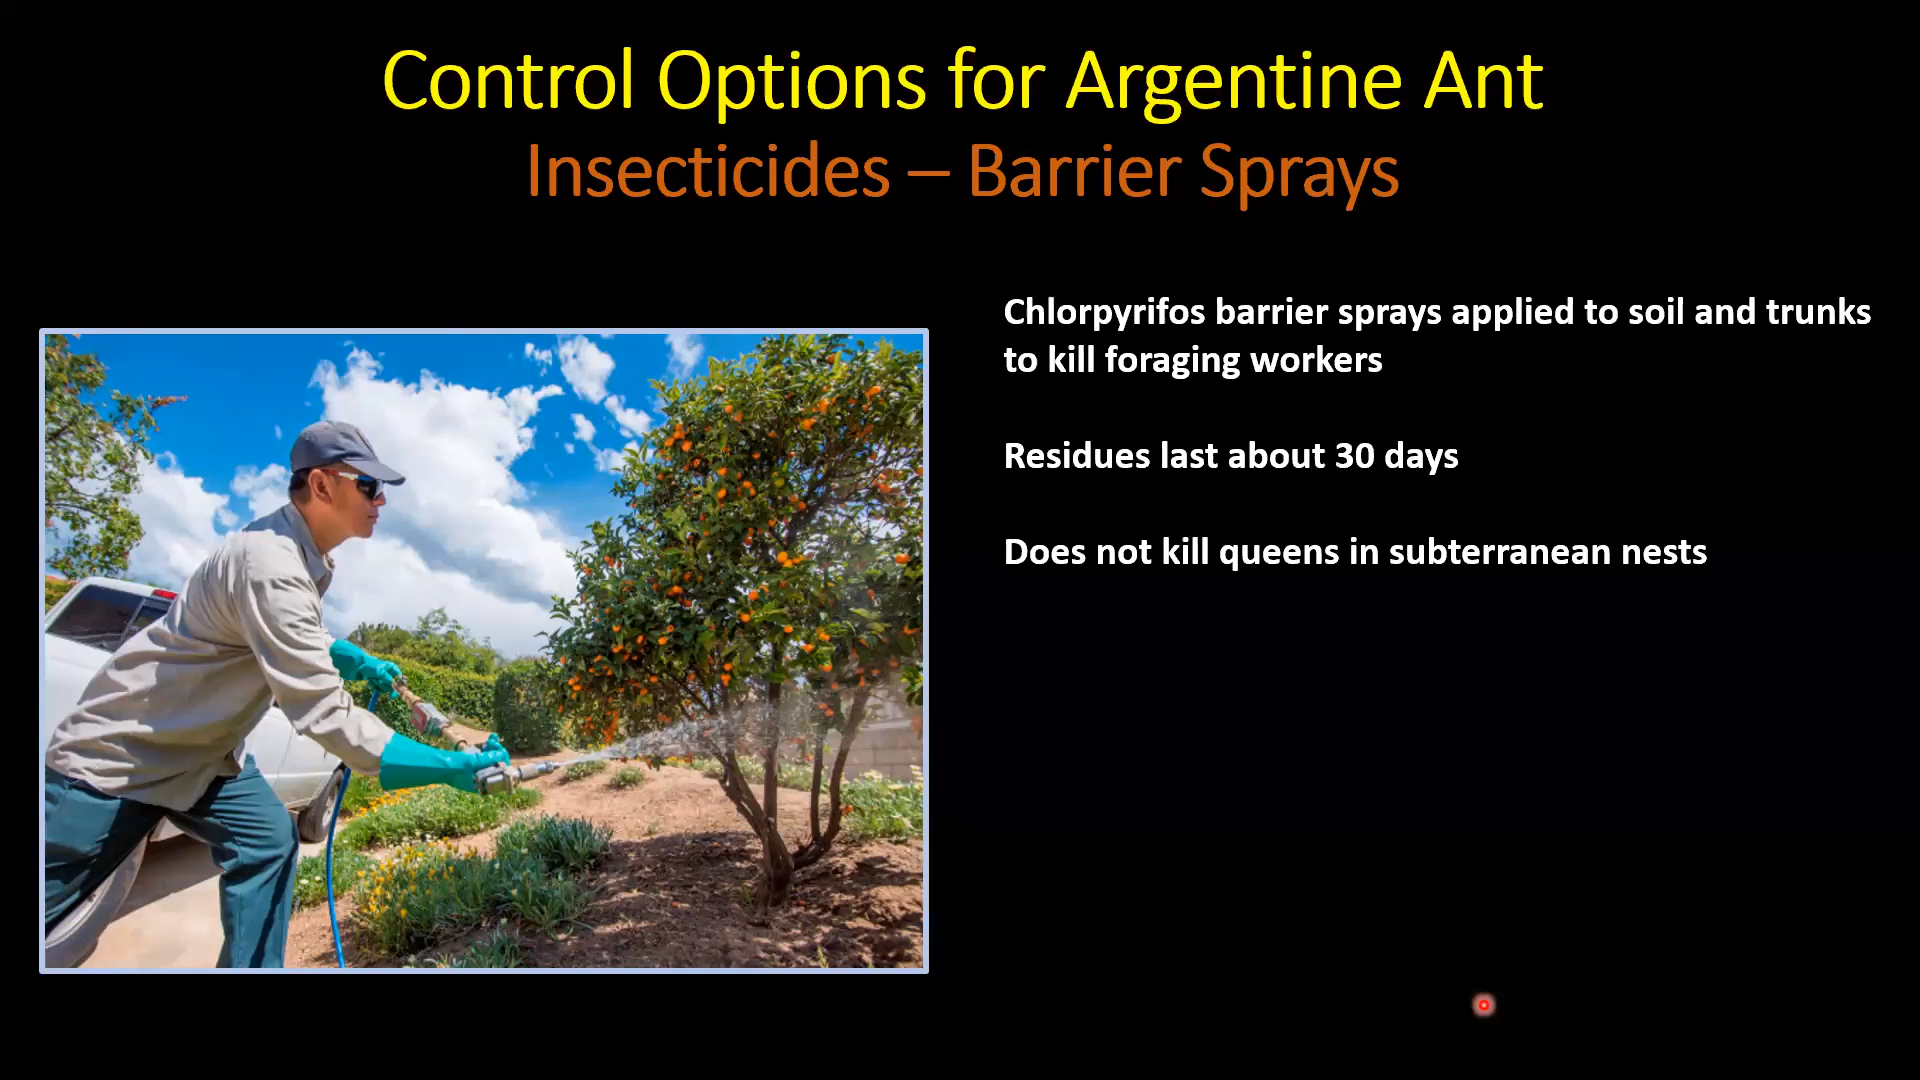 Control Options for Argentine Ant
Insecticides – Barrier Sprays
Chlorpyrifos barrier sprays applied to soil and trunks
to kill foraging workers
Residues last about 30 days
Does not kill queens in subterranean nests